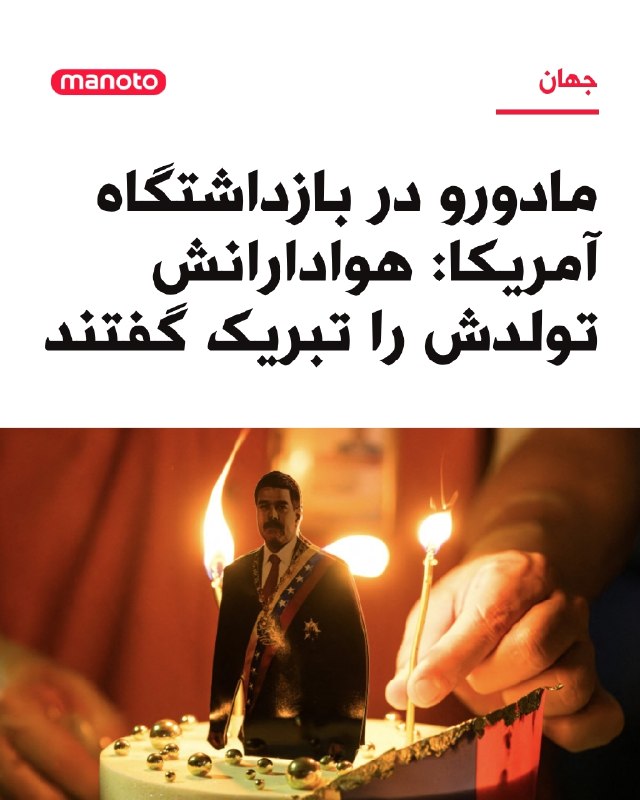 manoto
جهان
مادورو در بازداشتگاه
آمریکا: هوادارانش
تولدش را تبریک گفتند